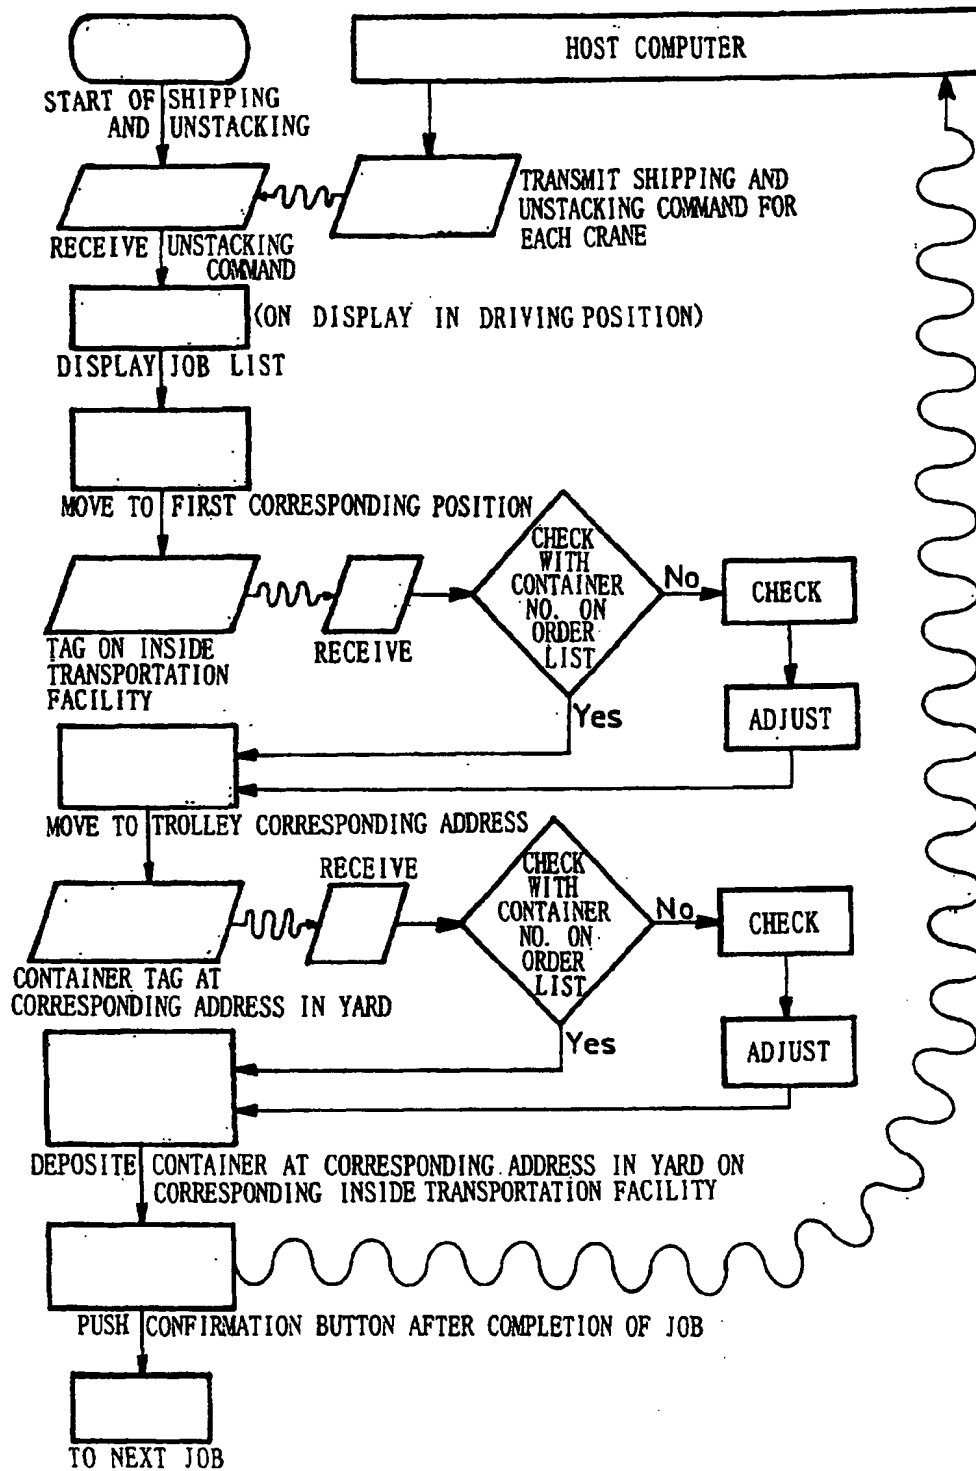 HOST COMPUTER
START OF SHIPPING
AND UNSTACKING
TRANSMIT SHIPPING AND
UNSTACKING COMMAND FOR
EACH CRANE
RECEIVE UNSTACKING
COMMAND
(ON DISPLAY IN DRIVING POSITION)
DISPLAY JOB LIST
MOVE TO FIRST CORRESPONDING POSITION
CHECK
WITH
CONTAINER
NO. ON
ORDER
LIST
No
CHECK
TAG ON INSIDE
TRANSPORTATION
FACILITY
RECEIVE
Yes
ADJUST
MOVE TO TROLLEY CORRESPONDING ADDRESS
RECEIVE
CHECK
WITH
CONTAINER
NO. ON
ORDER
LIST
No
CHECK
CONTAINER TAG AT
CORRESPONDING ADDRESS IN YARD
Yes
ADJUST
DEPOSITE CONTAINER AT CORRESPONDING ADDRESS IN YARD ON
CORRESPONDING INSIDE TRANSPORTATION FACILITY
PUSH CONFIRMATION BUTTON AFTER COMPLETION OF JOB
TO NEXT JOB